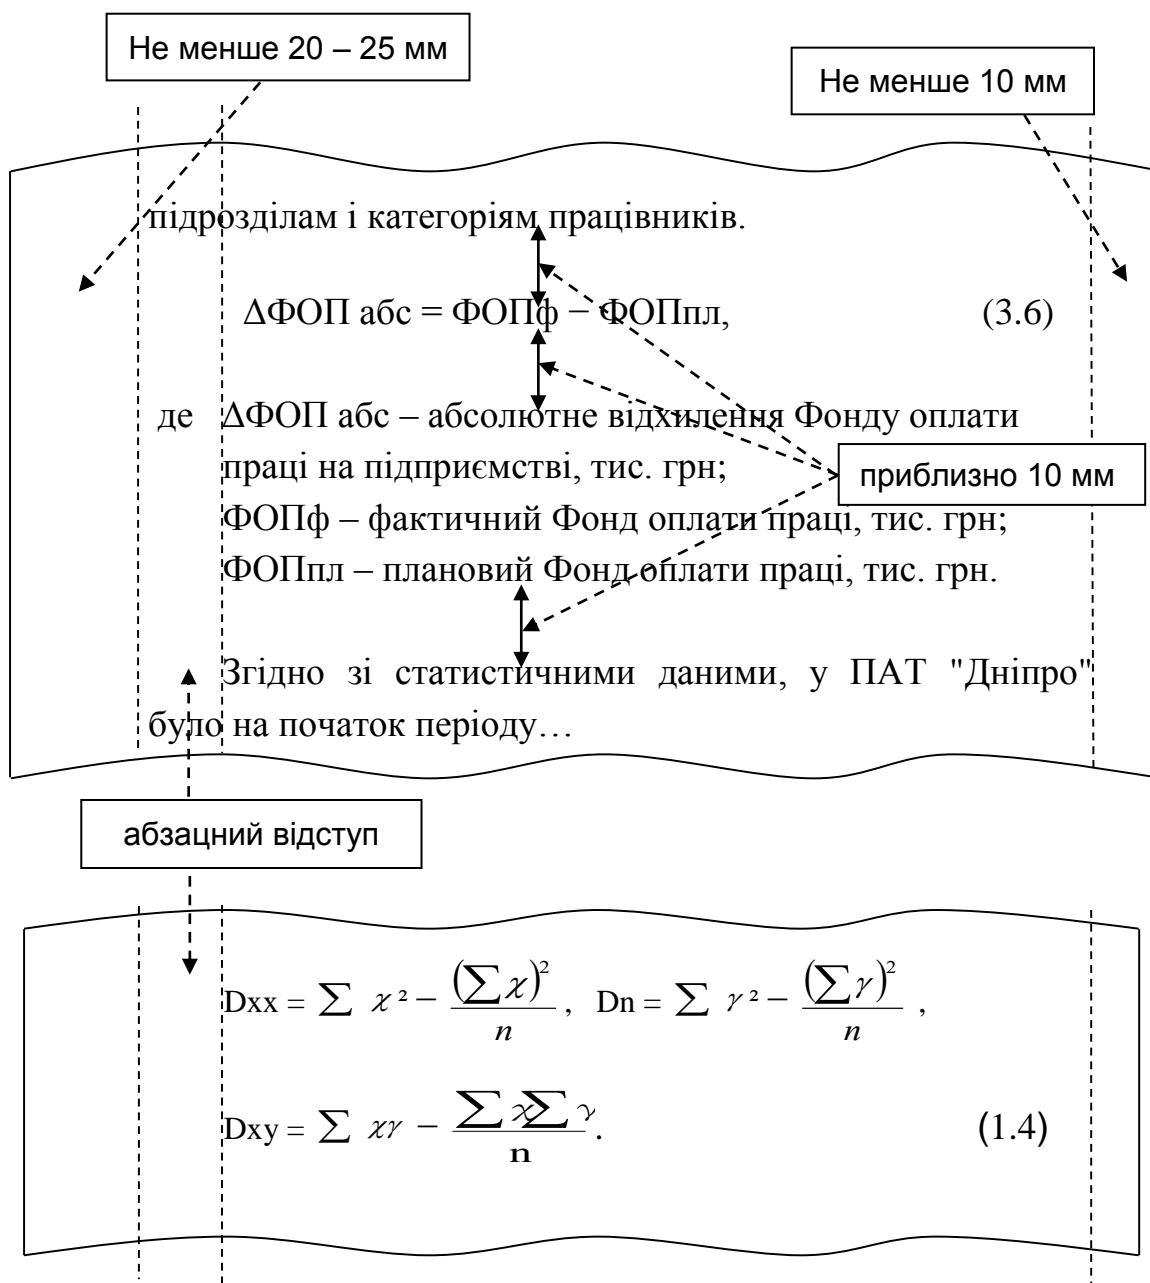 Не менше 20 – 25 мм
Не менше 10 мм
підрозділам і категоріям працівників.
ΔФОП абс = ФОПф – ФОПпл, (3.6)
де ΔФОП абс – абсолютне відхилення Фонду оплати
праці на підприємстві, тис. грн;
приблизно 10 мм
ФОПф – фактичний Фонд оплати праці, тис. грн;
ФОПпл – плановий Фонд оплати праці, тис. грн.
Згідно зі статистичними даними, у ПАТ "Дніпро"
було на початок періоду…
абзацний відступ
Dxx = ∑ χ² – (∑χ)²/n , Dn = ∑ γ² – (∑γ)²/n ,
Dxy = ∑ χγ – ∑χ∑γ/n . (1.4)